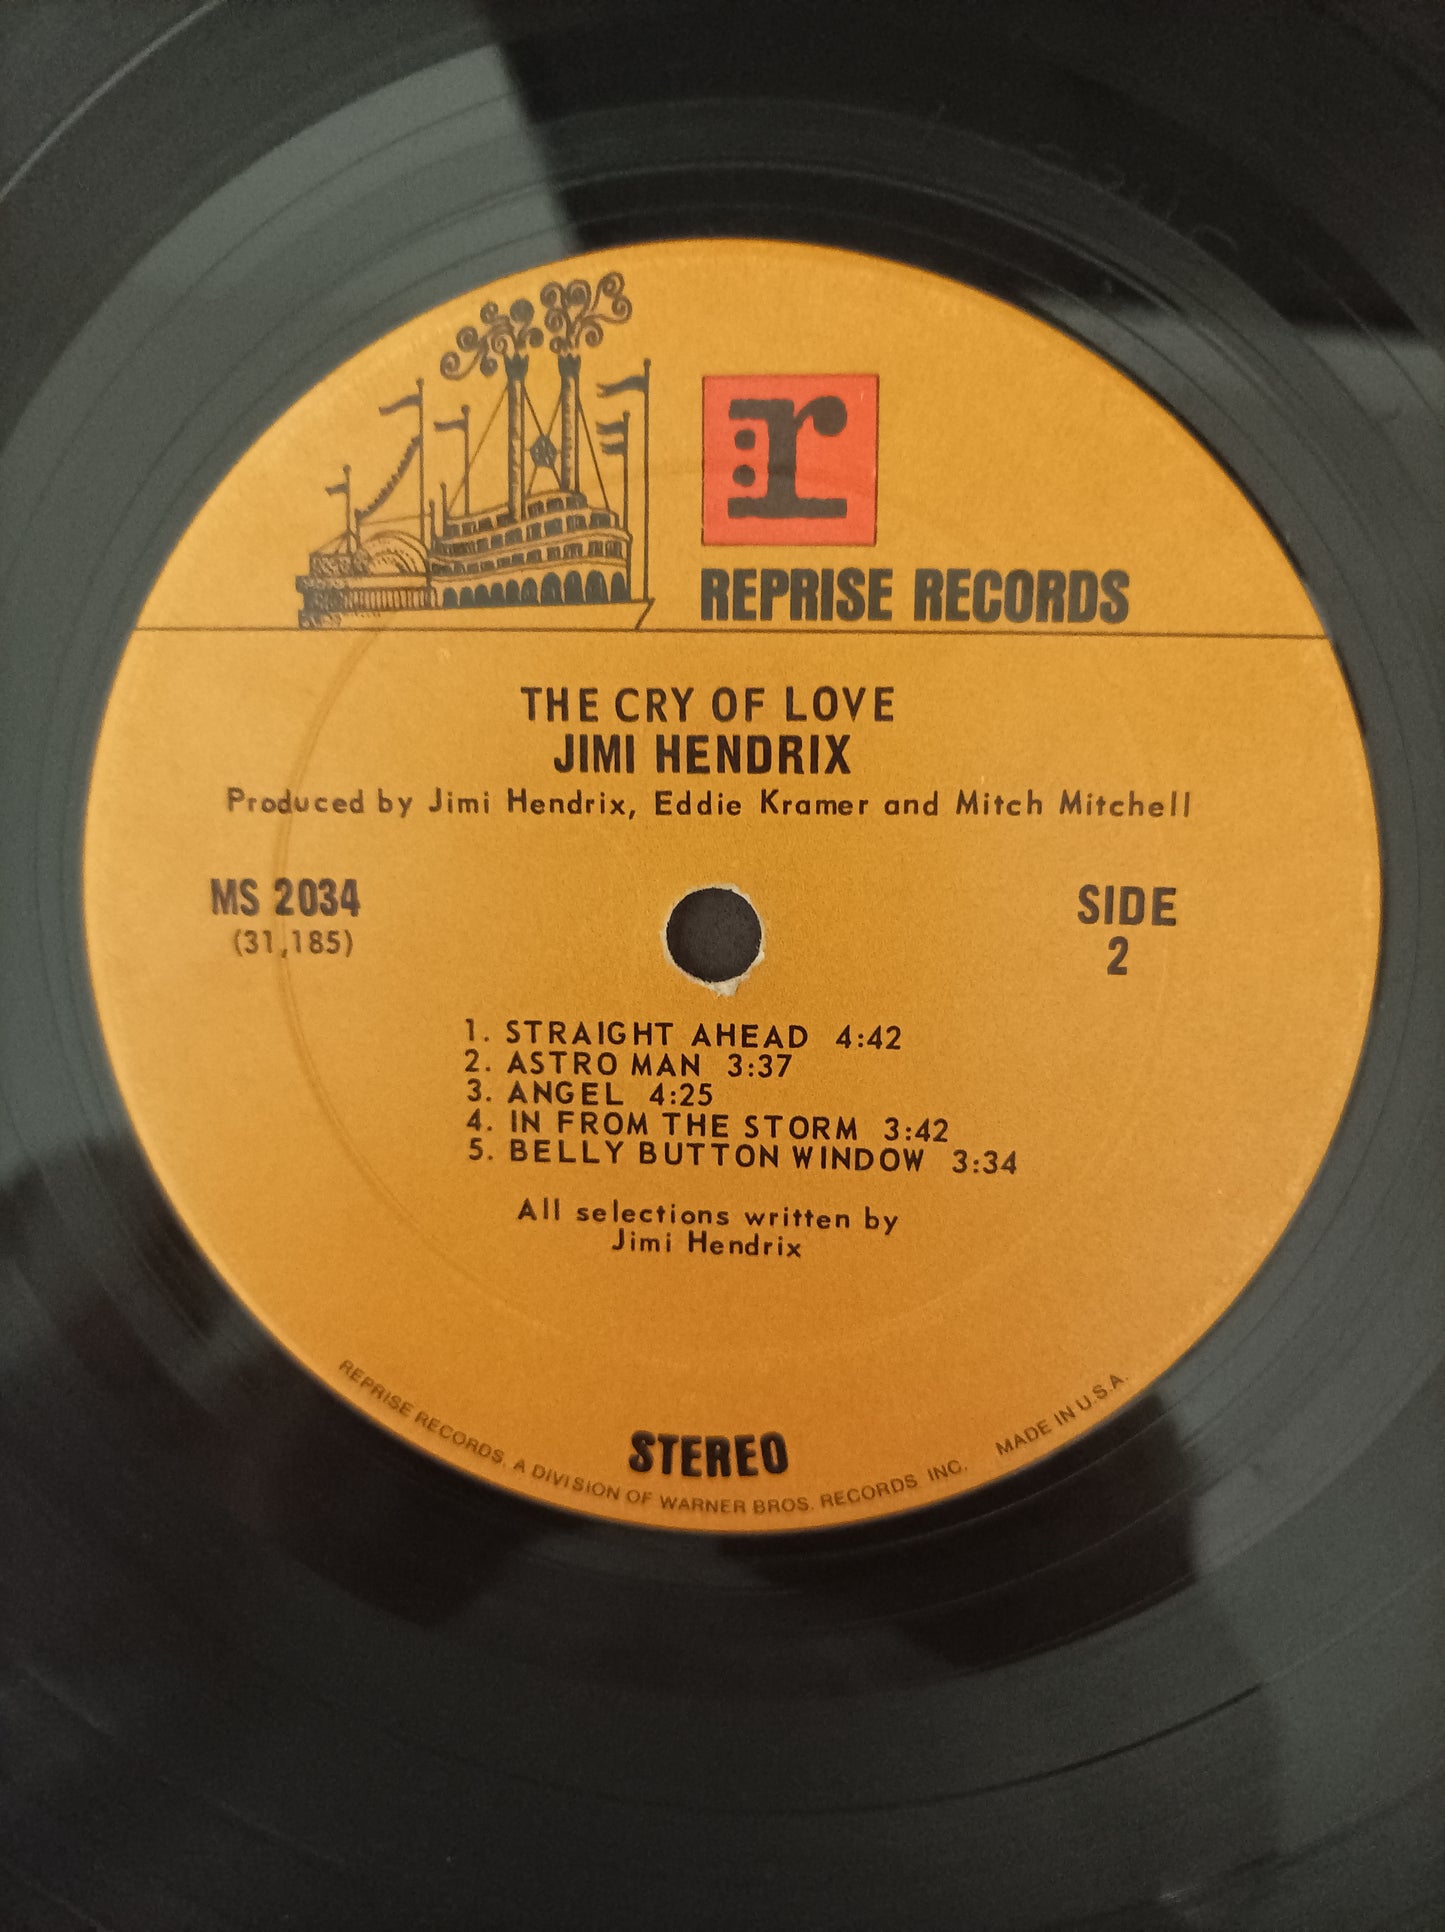 r
REPRISE RECORDS
THE CRY OF LOVE
JIMI HENDRIX
Produced by Jimi Hendrix, Eddie Kramer and Mitch Mitchell
MS 2034
(31,185)
SIDE
2
1. STRAIGHT AHEAD 4:42
2. ASTRO MAN 3:37
3. ANGEL 4:25
4. IN FROM THE STORM 3:42
5. BELLY BUTTON WINDOW 3:34
All selections written by
Jimi Hendrix
STEREO
REPRISE RECORDS, A DIVISION OF WARNER BROS. RECORDS INC. MADE IN U.S.A.